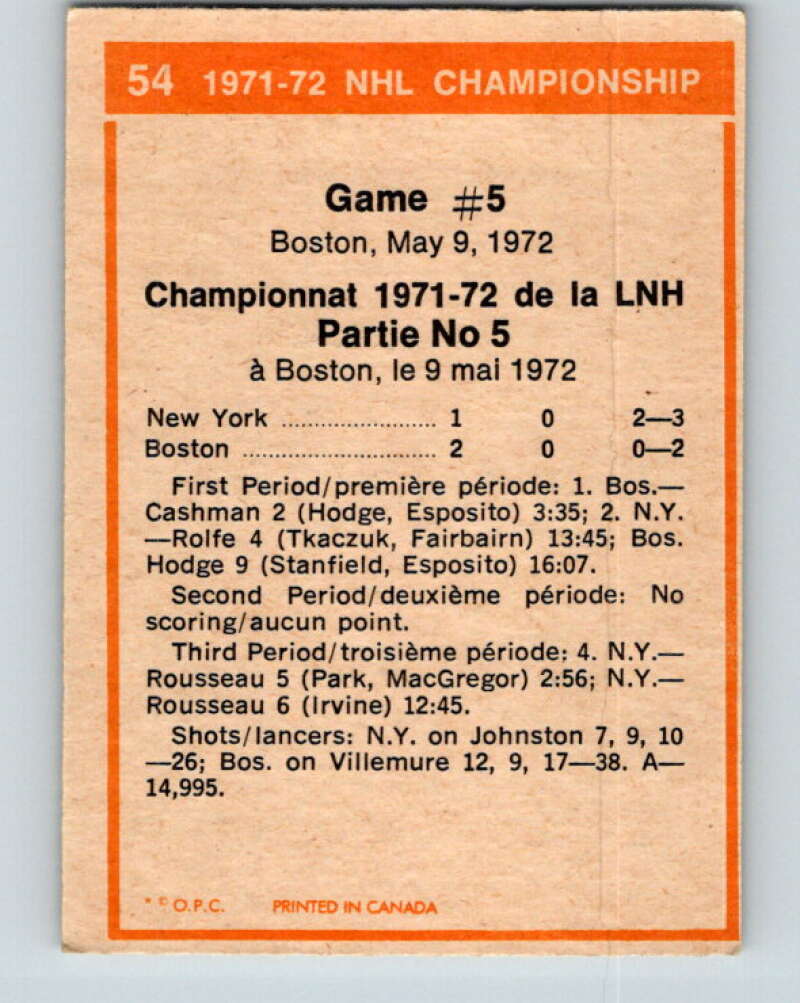 54 1971-72 NHL CHAMPIONSHIP
Game #5
Boston, May 9, 1972
Championnat 1971-72 de la LNH
Partie No 5
à Boston, le 9 mai 1972
New York ........................ 1 0 2—3
Boston .............................. 2 0 0—2
First Period/première période: 1. Bos.—
Cashman 2 (Hodge, Esposito) 3:35; 2. N.Y.
—Rolfe 4 (Tkaczuk, Fairbairn) 13:45; Bos.
Hodge 9 (Stanfield, Esposito) 16:07.
Second Period/deuxième période: No
scoring/aucun point.
Third Period/troisième période: 4. N.Y.—
Rousseau 5 (Park, MacGregor) 2:56; N.Y.—
Rousseau 6 (Irvine) 12:45.
Shots/lancers: N.Y. on Johnston 7, 9, 10
—26; Bos. on Villemure 12, 9, 17—38. A—
14,995.
* © O.P.C. PRINTED IN CANADA